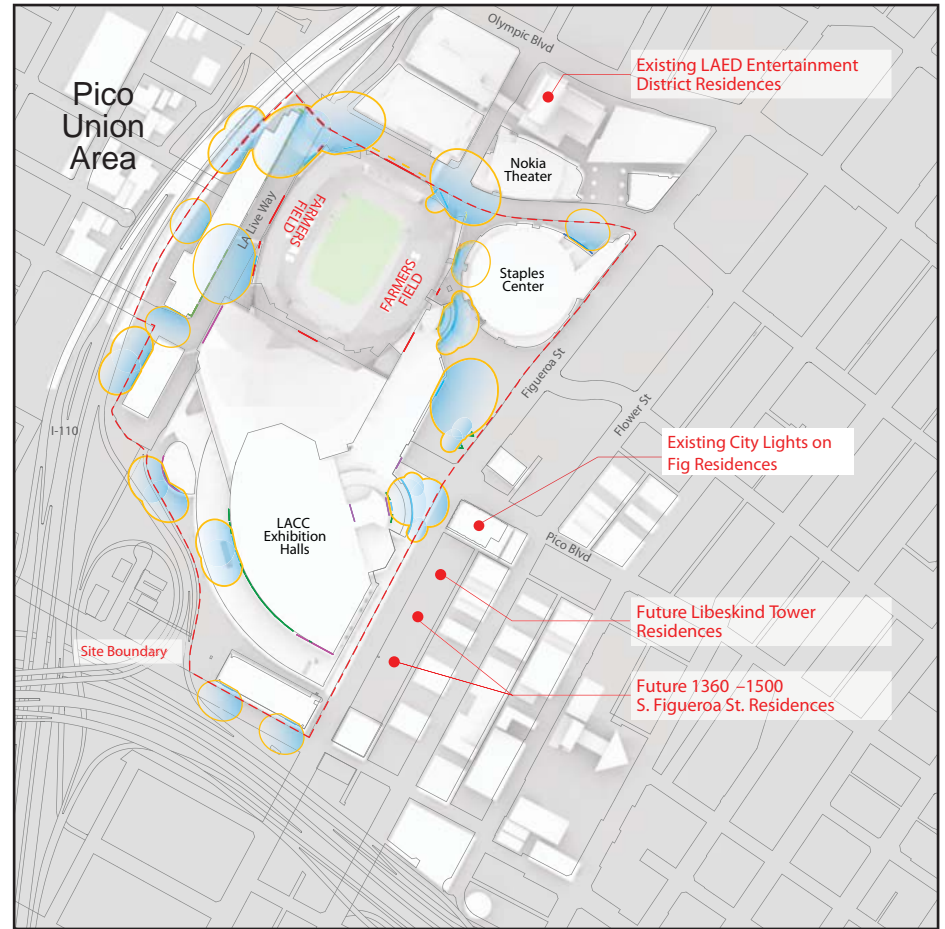 Olympic Blvd
Existing LAED Entertainment
District Residences
Pico
Union
Area
Nokia
Theater
FARMERS
FIELD
LA Live Way
FARMERS
FIELD
Staples
Center
Figueroa St
Flower St
I-110
Existing City Lights on
Fig Residences
LACC
Exhibition
Halls
Pico Blvd
Future Libeskind Tower
Residences
Site Boundary
Future 1360 –1500
S. Figueroa St. Residences